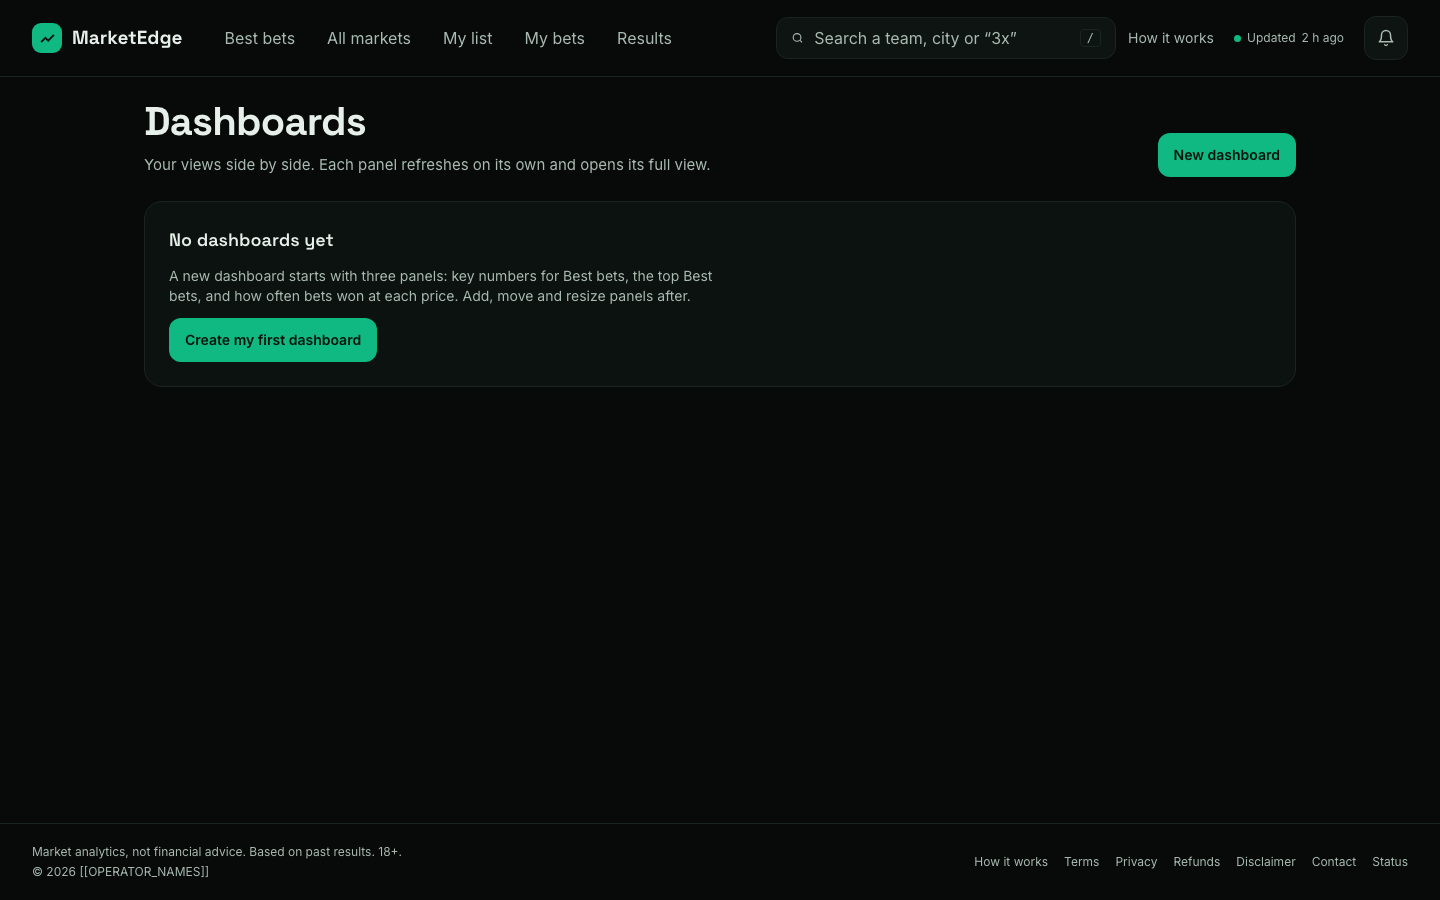 MarketEdge
Best bets
All markets
My list
My bets
Results
Search a team, city or “3x”
/
How it works
Updated 2 h ago
Dashboards
Your views side by side. Each panel refreshes on its own and opens its full view.
New dashboard
No dashboards yet
A new dashboard starts with three panels: key numbers for Best bets, the top Best
bets, and how often bets won at each price. Add, move and resize panels after.
Create my first dashboard
Market analytics, not financial advice. Based on past results. 18+.
© 2026 [[OPERATOR_NAMES]]
How it works
Terms
Privacy
Refunds
Disclaimer
Contact
Status